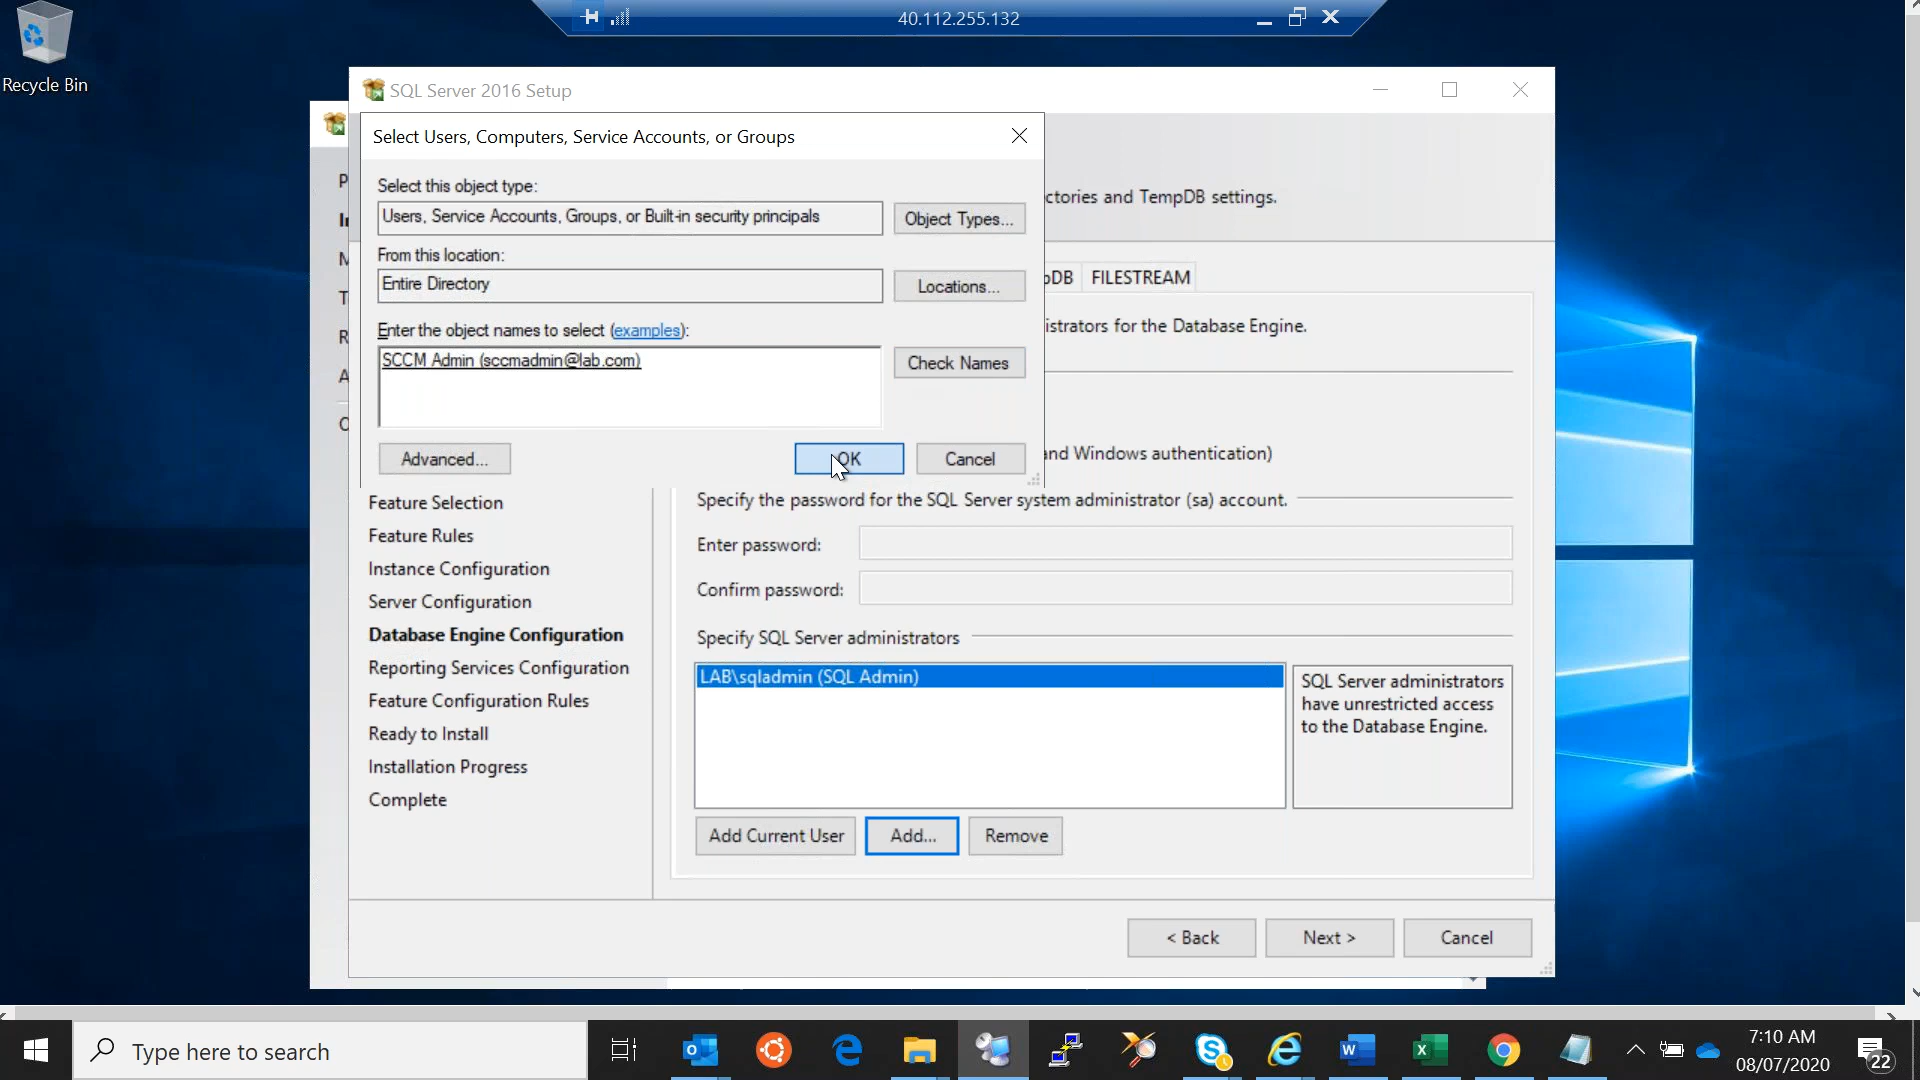 40.112.255.132
Recycle Bin
SQL Server 2016 Setup
Select Users, Computers, Service Accounts, or Groups
Select this object type:
Users, Service Accounts, Groups, or Built-in security principals
Object Types...
From this location:
Entire Directory
Locations...
Enter the object names to select (examples):
SCCM Admin (sccmadmin@lab.com)
Check Names
Advanced...
OK
Cancel
ctories and TempDB settings.
pDB
FILESTREAM
istrators for the Database Engine.
and Windows authentication)
Feature Selection
Feature Rules
Instance Configuration
Server Configuration
Database Engine Configuration
Reporting Services Configuration
Feature Configuration Rules
Ready to Install
Installation Progress
Complete
Specify the password for the SQL Server system administrator (sa) account.
Enter password:
Confirm password:
Specify SQL Server administrators
LAB\sqladmin (SQL Admin)
SQL Server administrators
have unrestricted access
to the Database Engine.
Add Current User
Add...
Remove
< Back
Next >
Cancel
Type here to search
7:10 AM
08/07/2020
22